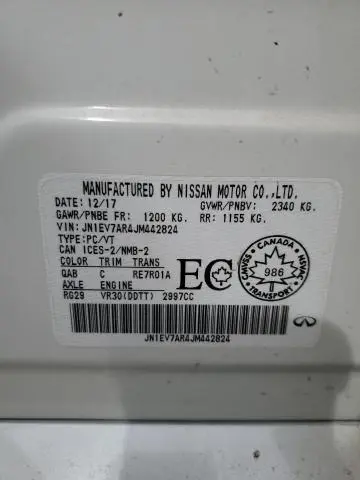 MANUFACTURED BY NISSAN MOTOR CO.,LTD.
DATE: 12/17 GVWR/PNBV: 2340 KG.
GAWR/PNBE FR: 1200 KG. RR: 1155 KG.
VIN: JN1EV7AR4JM442824
TYPE:PC/VT
CAN ICES-2/NMB-2
COLOR TRIM TRANS
QAB C RE7R01A
AXLE ENGINE
RG29 VR30(DDTT) 2997CC
EC
CANADA
CMVSS 986 NSVAC
TRANSPORT
JN1EV7AR4JM442824